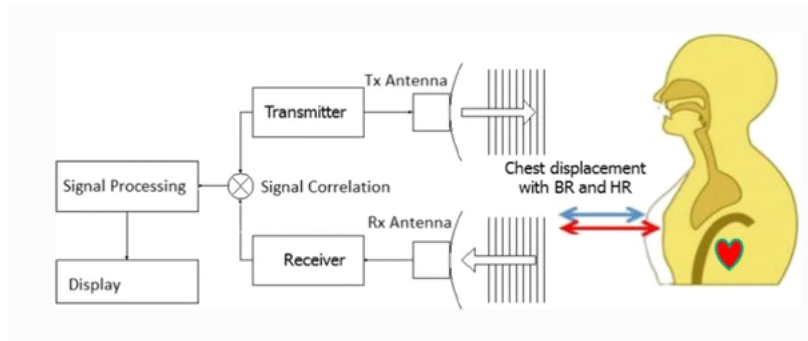 Tx Antenna
Transmitter
Chest displacement
with BR and HR
Signal Processing
Signal Correlation
Rx Antenna
Receiver
Display